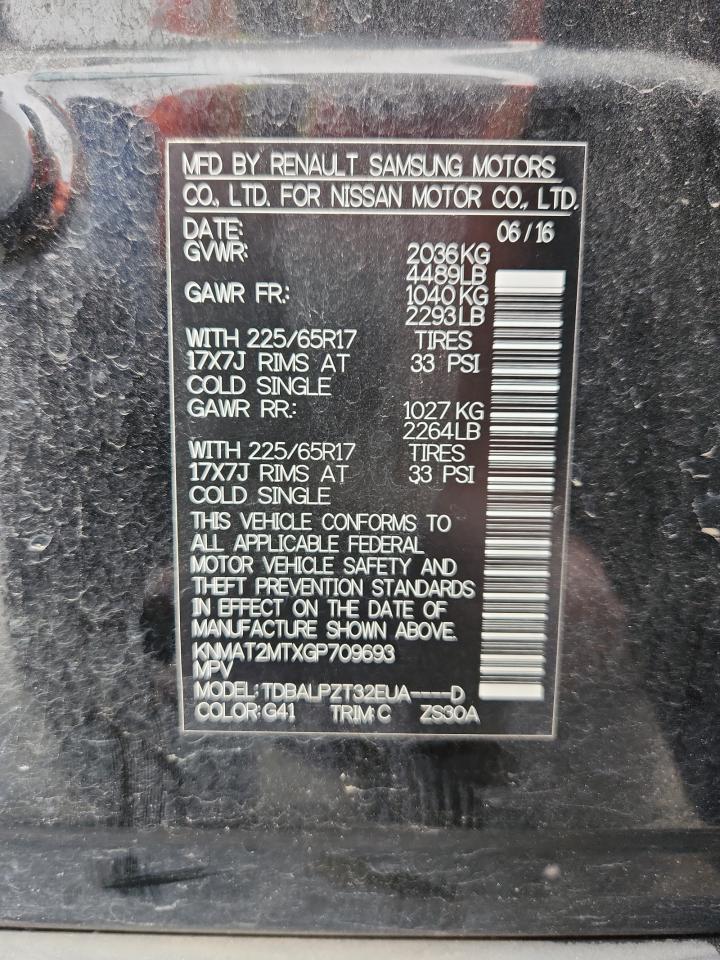 MFD BY RENAULT SAMSUNG MOTORS
CO., LTD. FOR NISSAN MOTOR CO., LTD.
DATE: 06/16
GVWR: 2036KG
4489LB
GAWR FR.: 1040KG
2293LB
WITH 225/65R17 TIRES
17X7J RIMS AT 33 PSI
COLD SINGLE
GAWR RR.: 1027KG
2264LB
WITH 225/65R17 TIRES
17X7J RIMS AT 33 PSI
COLD SINGLE
THIS VEHICLE CONFORMS TO
ALL APPLICABLE FEDERAL
MOTOR VEHICLE SAFETY AND
THEFT PREVENTION STANDARDS
IN EFFECT ON THE DATE OF
MANUFACTURE SHOWN ABOVE.
KNMAT2MTXGP709693
MPV
MODEL: TDBALPZT32EUA----D
COLOR: G41 TRIM: C ZS30A